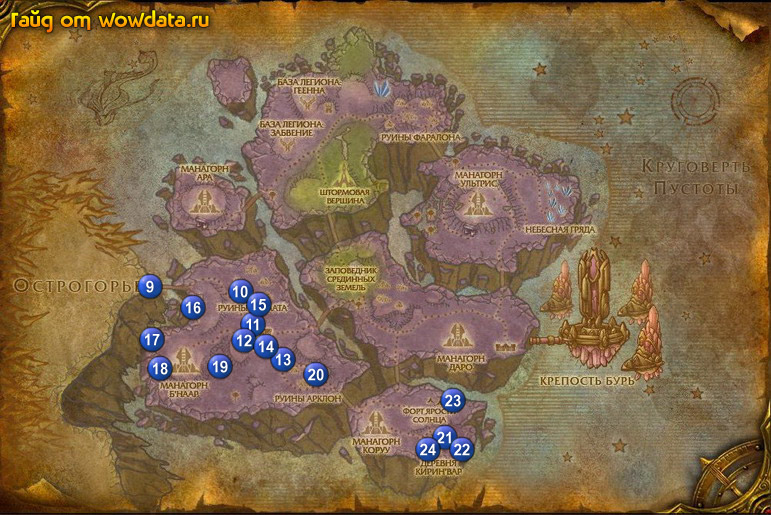 Гайд от wowdata.ru
БАЗА ЛЕГИОНА:
ГЕЕННА
БАЗА ЛЕГИОНА:
ЗАБВЕНИЕ
РУИНЫ ФАРАЛОНА
МАНАГОРН
АРА
ШТОРМОВАЯ
ВЕРШИНА
МАНАГОРН
УЛЬТРИС
КРУГОВЕРТЬ
ПУСТОТЫ
НЕБЕСНАЯ ГРЯДА
ЗАПОВЕДНИК
СРЕДИННЫХ
ЗЕМЕЛЬ
ОСТРОГОРЬЕ
9
10
16
15
РУИНЫ
АТА
11
17
12
14
13
18
19
20
МАНАГОРН
Б'НААР
РУИНЫ АРКЛОН
МАНАГОРН
ДАРО
КРЕПОСТЬ БУРЬ
23
ФОРТ ЯРОСТИ
СОЛНЦА
МАНАГОРН
КОРУУ
21
24
22
ДЕРЕВНЯ
КИРИН'ВАР